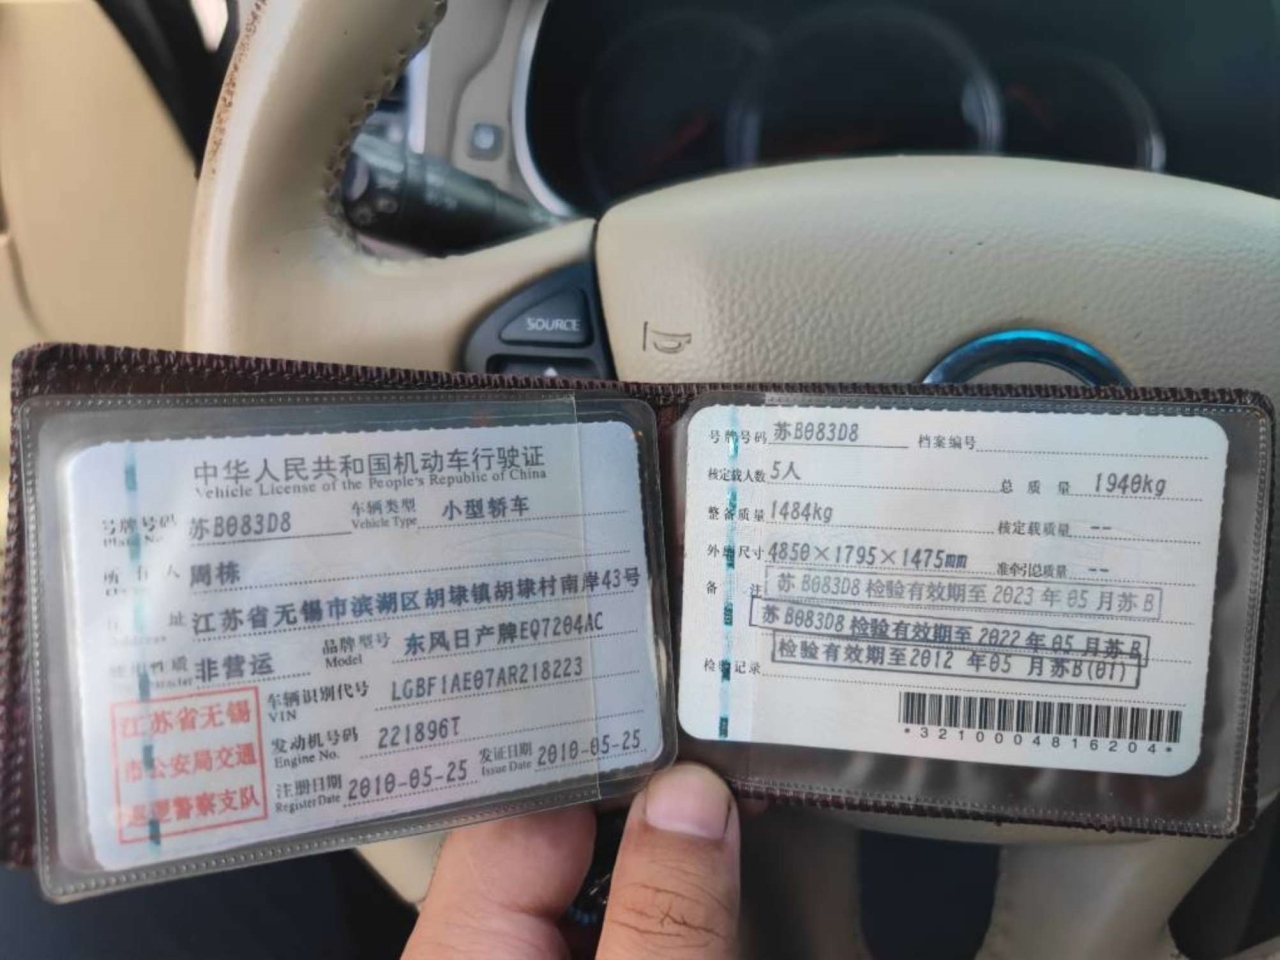 SOURCE
中华人民共和国机动车行驶证
Vehicle License of the People's Republic of China
号牌号码 苏B083D8 车辆类型 小型轿车
Plate No. Vehicle Type
所有人 周栋
住址 江苏省无锡市滨湖区胡埭镇胡埭村南岸43号
Address
使用性质 非营运 品牌型号 东风日产牌EQ7204AC
Model
车辆识别代号 LGBF1AE07AR218223
VIN
发动机号码 221896T
Engine No.
注册日期 2010-05-25 发证日期 2010-05-25
Register Date Issue Date
江苏省无锡
市公安局交通
巡逻警察支队
号牌号码 苏B083D8 档案编号
核定载人数 5人 总质量 1940kg
整备质量 1484kg 核定载质量 --
外廓尺寸 4850×1795×1475mm 准牵引总质量 --
备注 苏B083D8检验有效期至2023年05月苏B
苏B083D8检验有效期至2022年05月苏B
检验有效期至2012年05月苏B(01)
检验记录
*3210004816204*